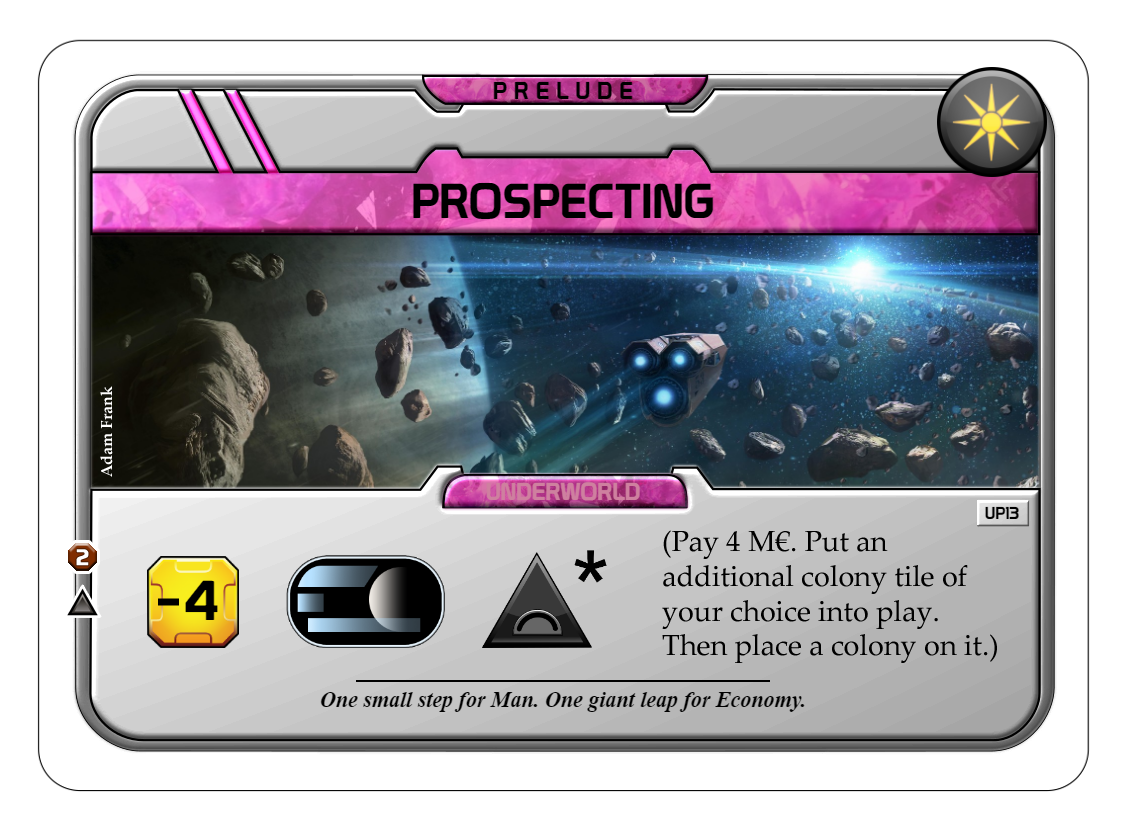 PRELUDE
PROSPECTING
Adam Frank
UNDERWORLD
UP13
2
-4
*
(Pay 4 M€. Put an
additional colony tile of
your choice into play.
Then place a colony on it.)
One small step for Man. One giant leap for Economy.